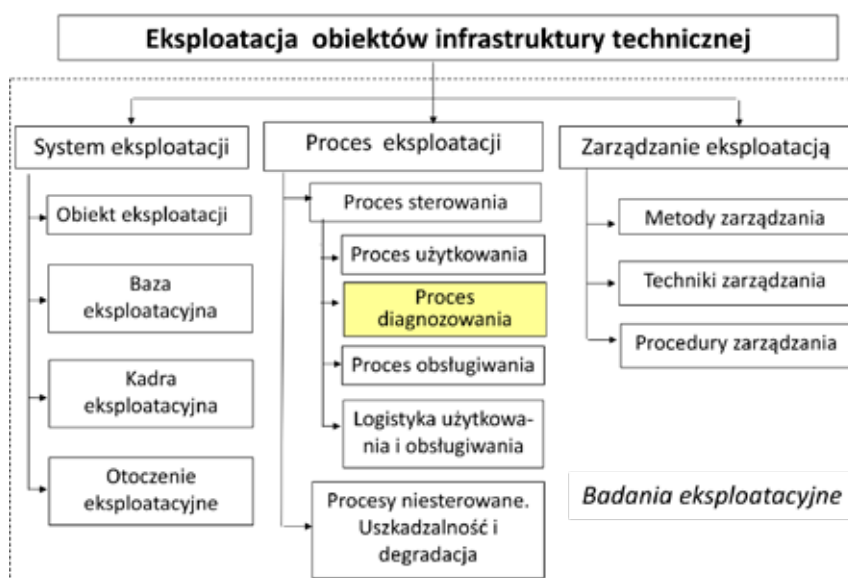 Eksploatacja obiektów infrastruktury technicznej
System eksploatacji
Obiekt eksploatacji
Baza
eksploatacyjna
Kadra
eksploatacyjna
Otoczenie
eksploatacyjne
Proces eksploatacji
Proces sterowania
Proces użytkowania
Proces
diagnozowania
Proces obsługiwania
Logistyka użytkowa-
nia i obsługiwania
Procesy niesterowane.
Uszkadzalność i
degradacja
Zarządzanie eksploatacją
Metody zarządzania
Techniki zarządzania
Procedury zarządzania
Badania eksploatacyjne